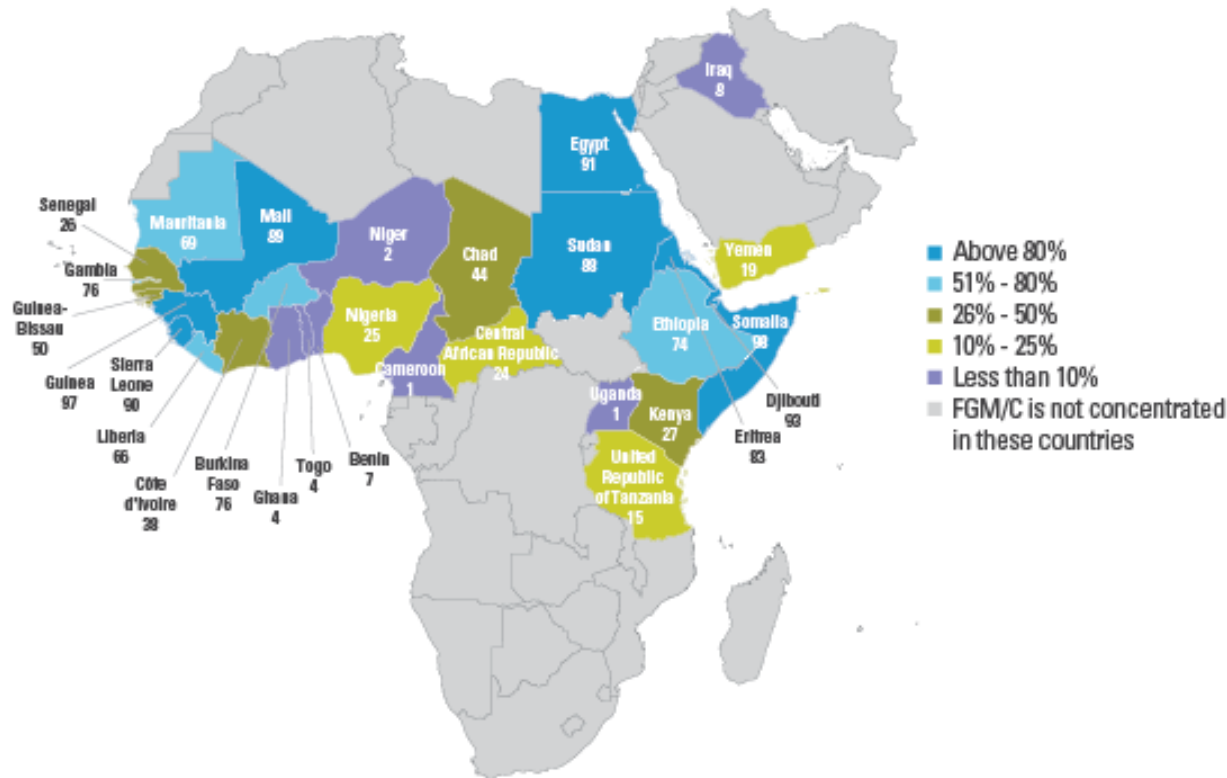 Iraq
8
Egypt
91
Senegal
26
Mauritania
69
Mali
89
Niger
2
Chad
44
Sudan
88
Yemen
19
Gambia
76
Guinea-
Bissau
50
Nigeria
25
Ethiopia
74
Somalia
98
Guinea
97
Sierra
Leone
90
Central
African Republic
24
Cameroon
1
Uganda
1
Kenya
27
Djibouti
93
Eritrea
83
Liberia
66
Côte
d'Ivoire
38
Burkina
Faso
76
Ghana
4
Togo
4
Benin
7
United
Republic
of Tanzania
15
Above 80%
51% - 80%
26% - 50%
10% - 25%
Less than 10%
FGM/C is not concentrated
in these countries